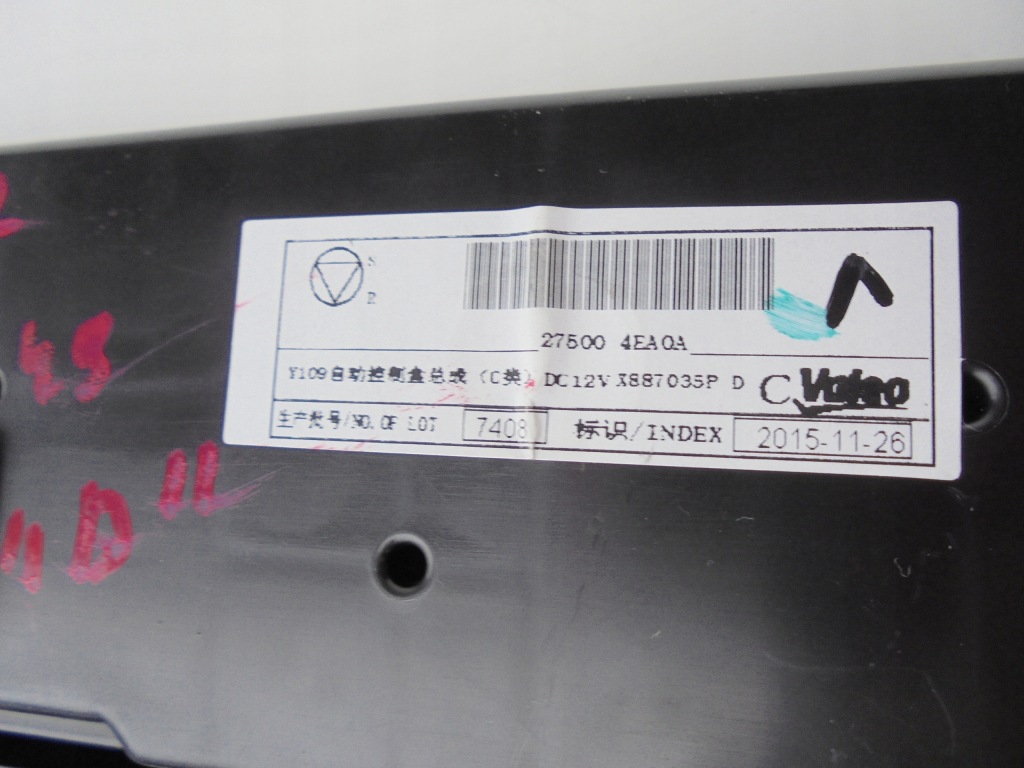 S
R
27500 4EA0A
Y109自动控制盒总成（C类）DC12V X887035P D C Valeo
生产批号/NO.OF LOT 7408 标识/INDEX 2015-11-26
"D"